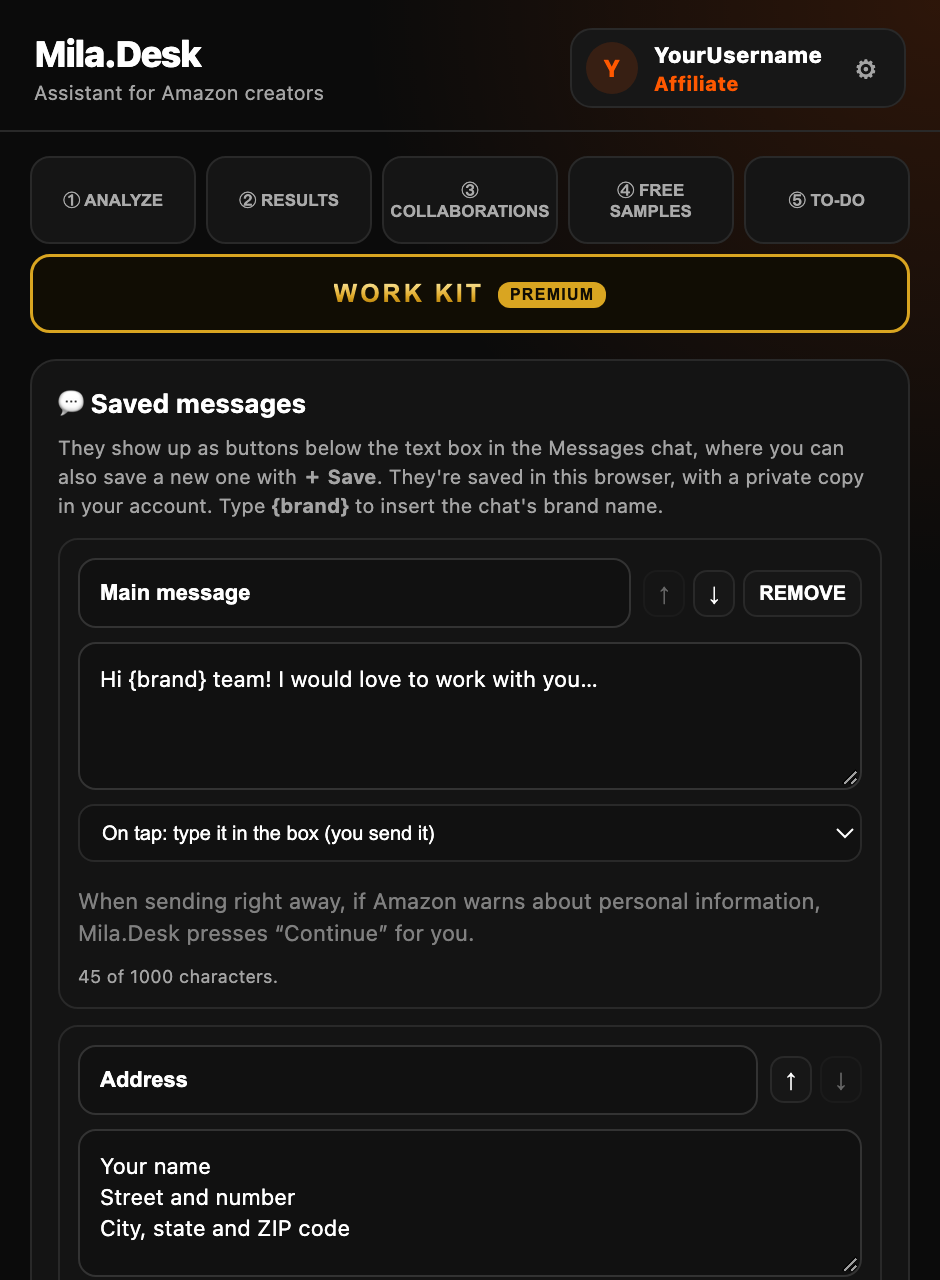 Mila.Desk
Assistant for Amazon creators
Y
YourUsername
Affiliate
① ANALYZE
② RESULTS
③
COLLABORATIONS
④ FREE
SAMPLES
⑤ TO-DO
WORK KIT PREMIUM
💬 Saved messages
They show up as buttons below the text box in the Messages chat, where you can
also save a new one with + Save. They're saved in this browser, with a private copy
in your account. Type {brand} to insert the chat's brand name.
Main message
↑ ↓ REMOVE
Hi {brand} team! I would love to work with you...
On tap: type it in the box (you send it)
When sending right away, if Amazon warns about personal information,
Mila.Desk presses “Continue” for you.
45 of 1000 characters.
Address
↑ ↓
Your name
Street and number
City, state and ZIP code